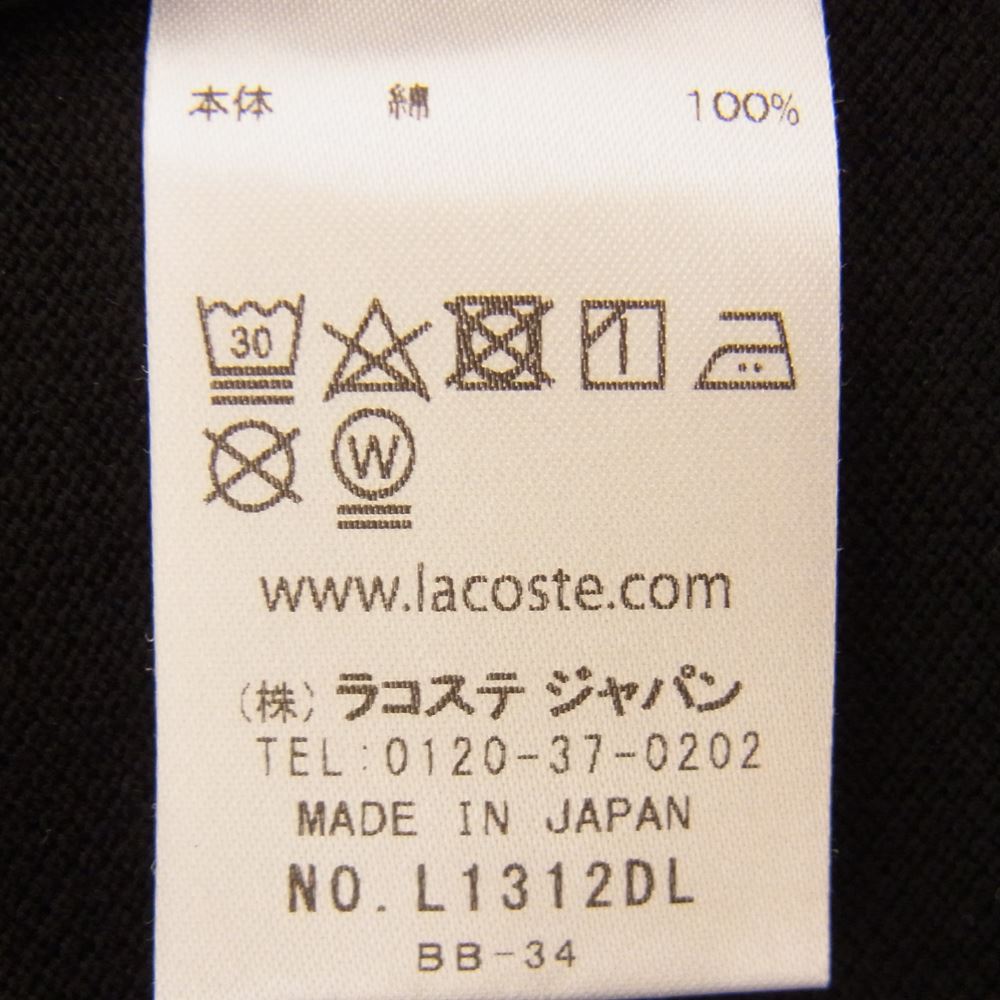 本体 綿 100%
30
W
www.lacoste.com
(株)ラコステ ジャパン
TEL:0120-37-0202
MADE IN JAPAN
NO. L1312DL
BB-34